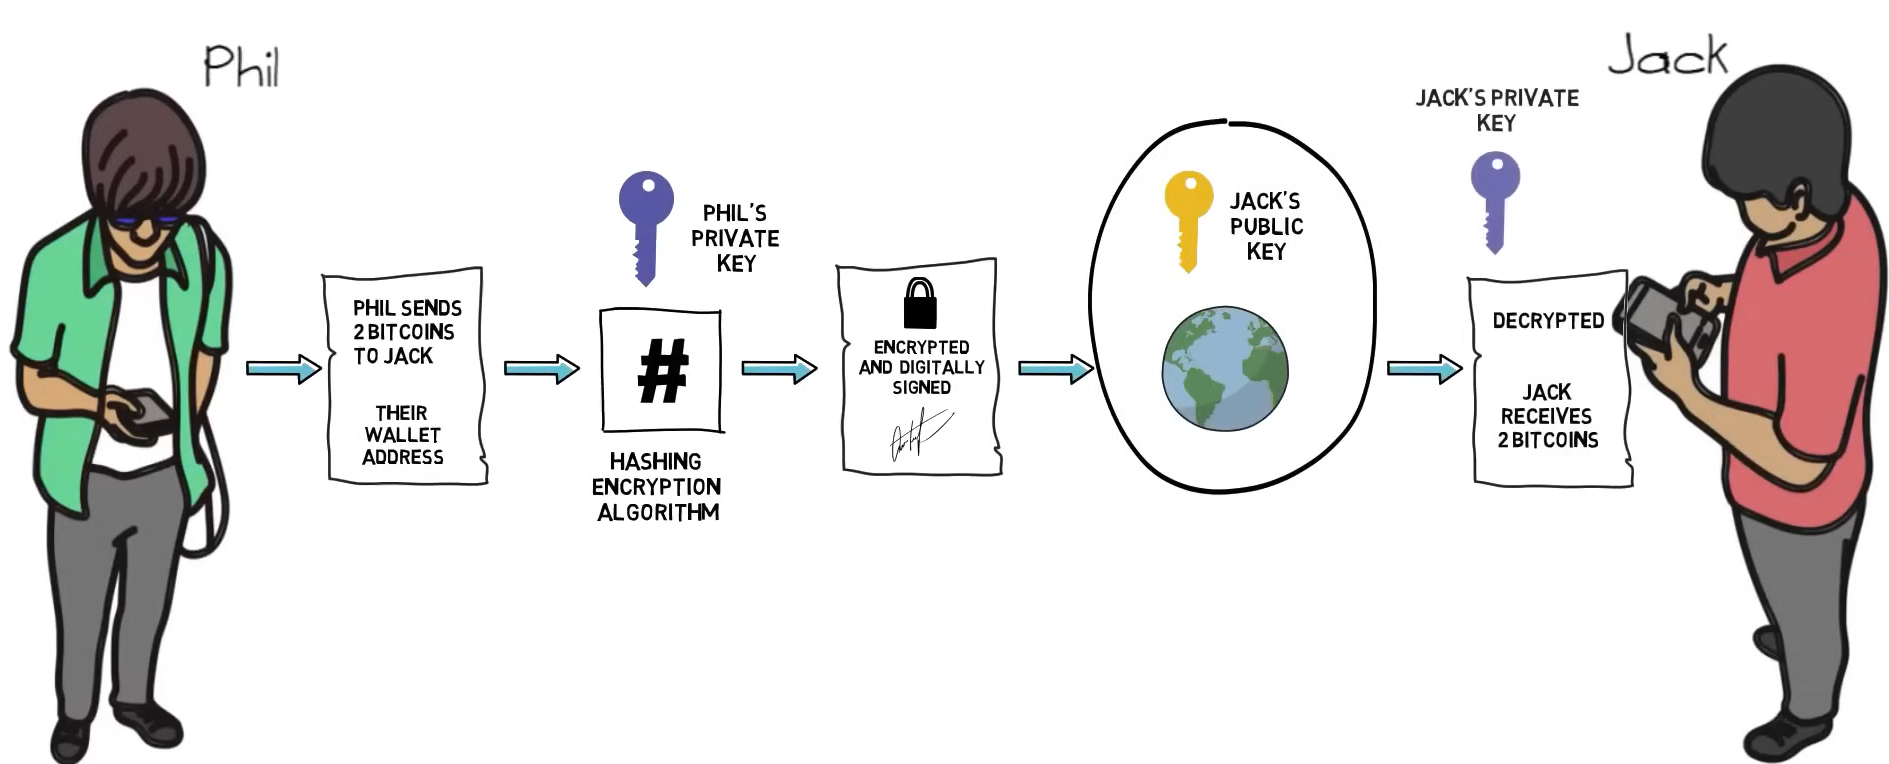 Phil
Jack
JACK'S PRIVATE
KEY
PHIL'S
PRIVATE
KEY
JACK'S
PUBLIC
KEY
PHIL SENDS
2 BITCOINS
TO JACK
THEIR
WALLET
ADDRESS
#
HASHING
ENCRYPTION
ALGORITHM
ENCRYPTED
AND DIGITALLY
SIGNED
DECRYPTED
JACK
RECEIVES
2 BITCOINS